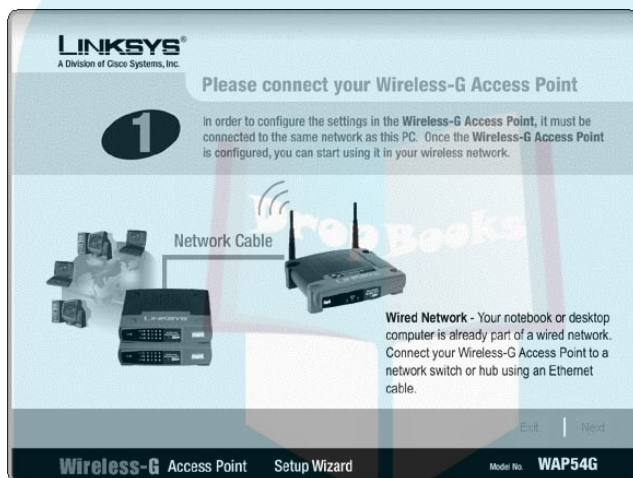 LINKSYS®
A Division of Cisco Systems, Inc.
Please connect your Wireless-G Access Point
1
In order to configure the settings in the Wireless-G Access Point, it must be
connected to the same network as this PC. Once the Wireless-G Access Point
is configured, you can start using it in your wireless network.
Network Cable
DropBooks
LINKSYS
Wired Network - Your notebook or desktop
computer is already part of a wired network.
Connect your Wireless-G Access Point to a
network switch or hub using an Ethernet
cable.
Exit | Next
Wireless-G Access Point Setup Wizard Model No. WAP54G